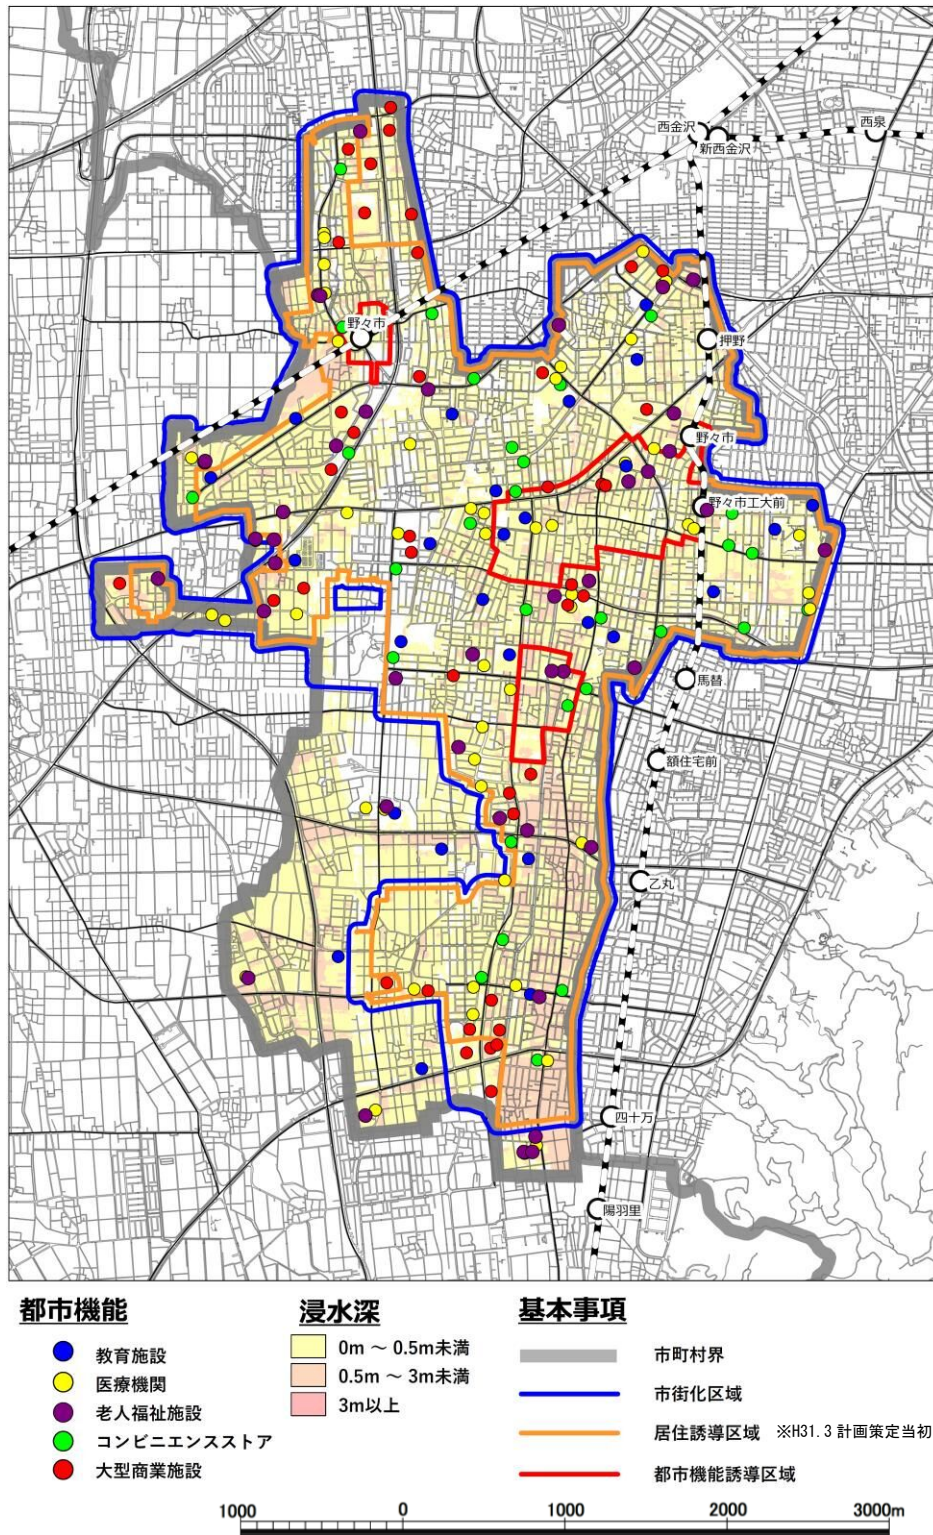 西金沢
新西金沢
西泉
野々市
押野
野々市
野々市工大前
馬替
額住宅前
乙丸
四十万
陽羽里
都市機能
教育施設
医療機関
老人福祉施設
コンビニエンスストア
大型商業施設
浸水深
0m ～ 0.5m未満
0.5m ～ 3m未満
3m以上
基本事項
市町村界
市街化区域
居住誘導区域 ※H31.3 計画策定当初
都市機能誘導区域
1000 0 1000 2000 3000m